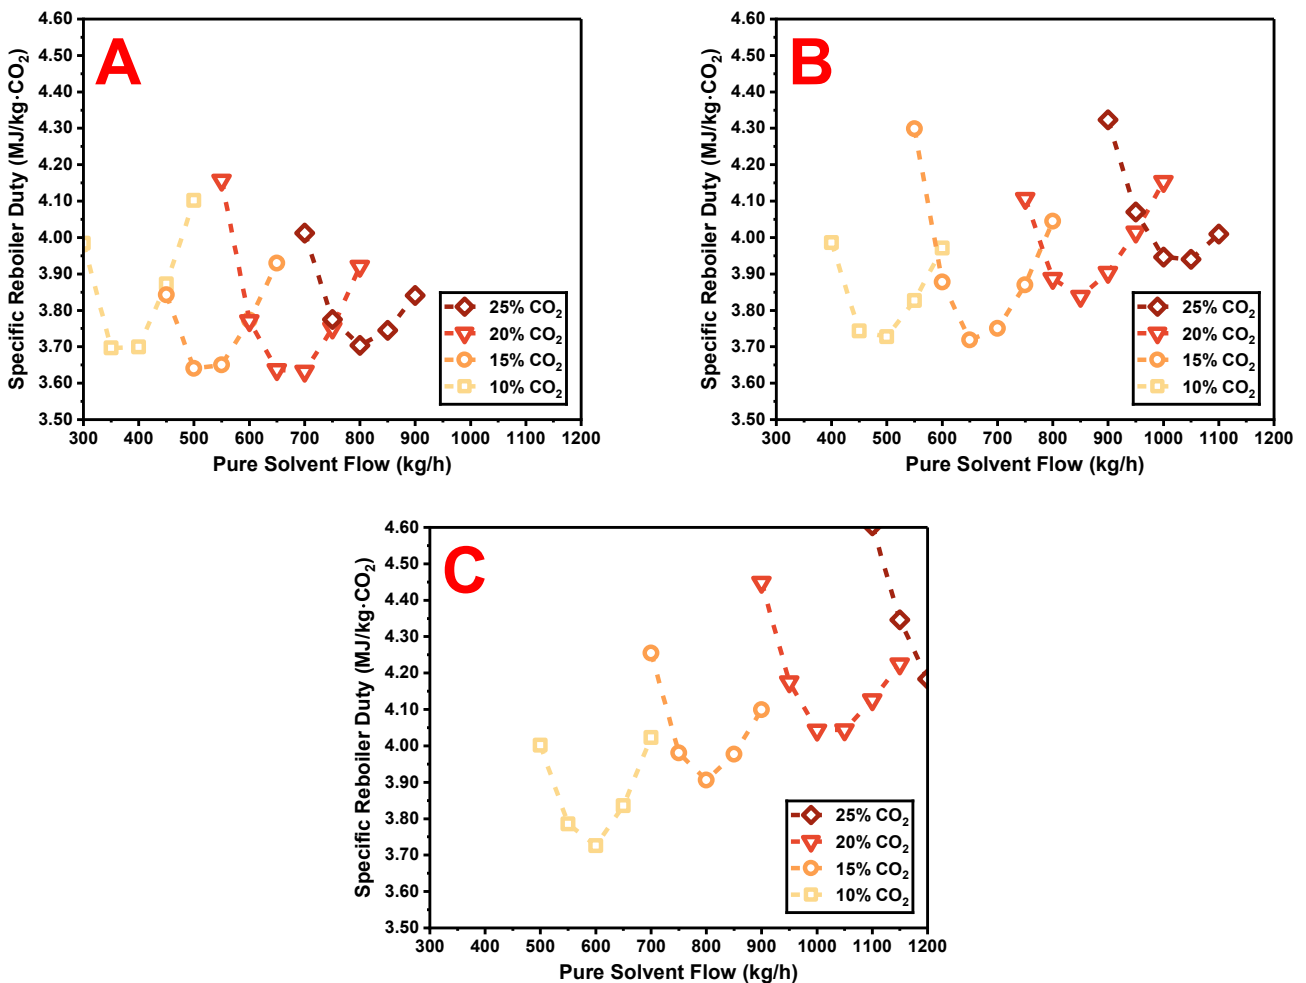 A
Specific Reboiler Duty (MJ/kg·CO₂)
4.60
4.50
4.40
4.30
4.20
4.10
4.00
3.90
3.80
3.70
3.60
3.50
300 400 500 600 700 800 900 1000 1100 1200
Pure Solvent Flow (kg/h)
25% CO₂
20% CO₂
15% CO₂
10% CO₂
B
Specific Reboiler Duty (MJ/kg·CO₂)
4.60
4.50
4.40
4.30
4.20
4.10
4.00
3.90
3.80
3.70
3.60
3.50
300 400 500 600 700 800 900 1000 1100 1200
Pure Solvent Flow (kg/h)
25% CO₂
20% CO₂
15% CO₂
10% CO₂
C
Specific Reboiler Duty (MJ/kg·CO₂)
4.60
4.50
4.40
4.30
4.20
4.10
4.00
3.90
3.80
3.70
3.60
3.50
300 400 500 600 700 800 900 1000 1100 1200
Pure Solvent Flow (kg/h)
25% CO₂
20% CO₂
15% CO₂
10% CO₂